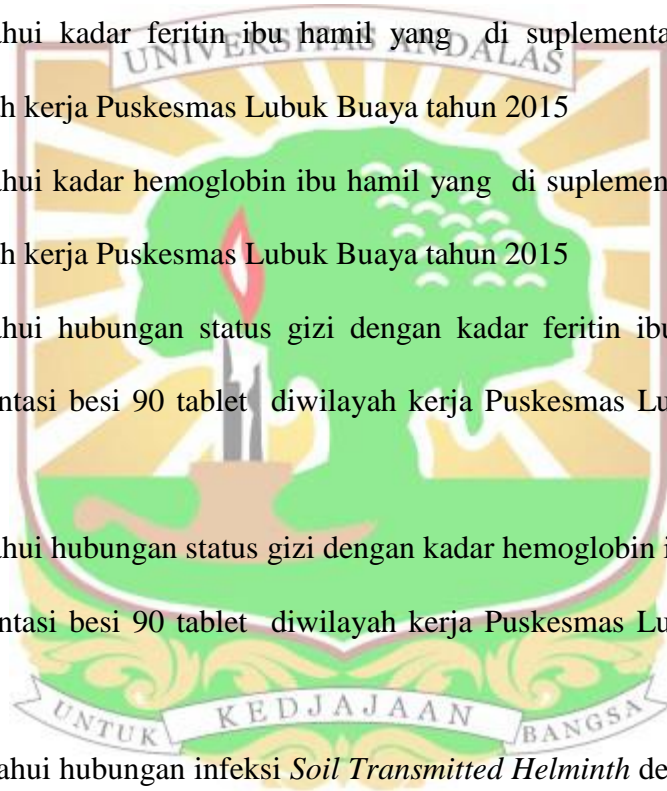 ahui kadar feritin ibu hamil yang di suplementa
UNIVERSITAS ANDALAS
h kerja Puskesmas Lubuk Buaya tahun 2015
ahui kadar hemoglobin ibu hamil yang di suplemen
h kerja Puskesmas Lubuk Buaya tahun 2015
ahui hubungan status gizi dengan kadar feritin ibu
ntasi besi 90 tablet diwilayah kerja Puskesmas Lu
ahui hubungan status gizi dengan kadar hemoglobin i
ntasi besi 90 tablet diwilayah kerja Puskesmas Lu
UNTUK KEDJAJAAN BANGSA
ahui hubungan infeksi Soil Transmitted Helminth de